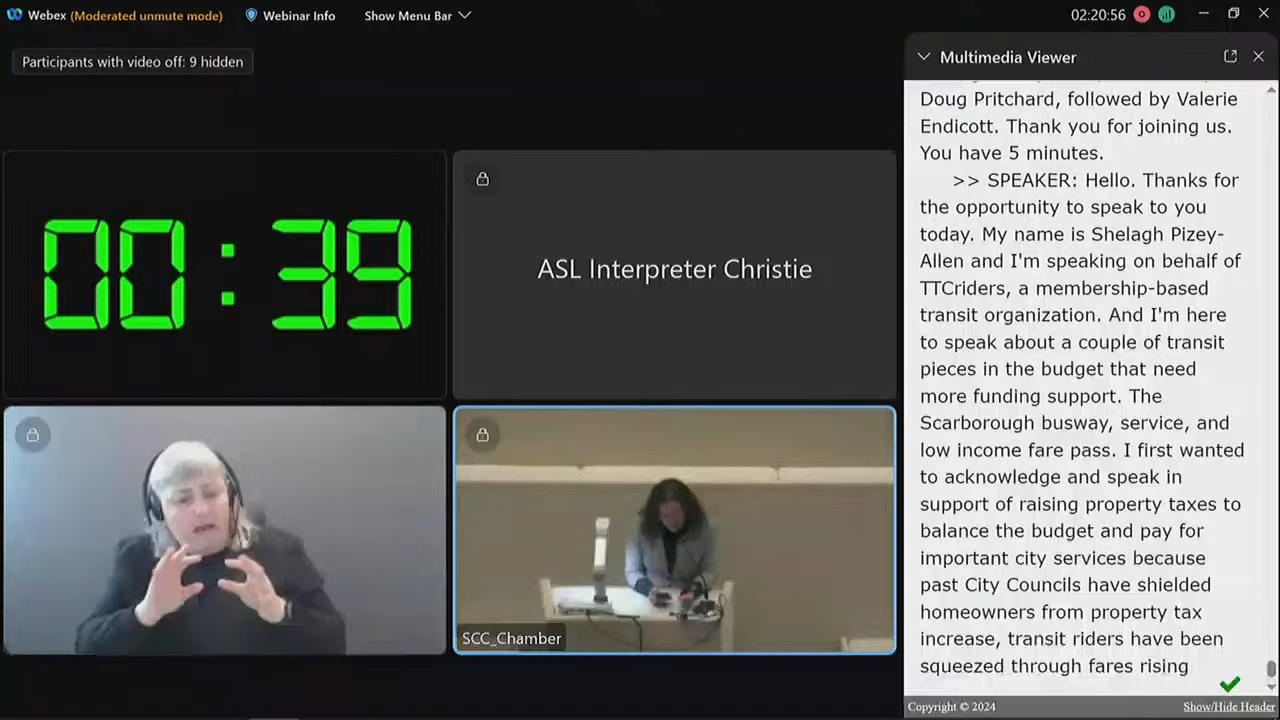 Webex (Moderated unmute mode) Webinar Info Show Menu Bar 02:20:56
Participants with video off: 9 hidden
00:39
ASL Interpreter Christie
SCC_Chamber
Multimedia Viewer
Doug Pritchard, followed by Valerie
Endicott. Thank you for joining us.
You have 5 minutes.
>> SPEAKER: Hello. Thanks for
the opportunity to speak to you
today. My name is Shelagh Pizey-
Allen and I'm speaking on behalf of
TTCriders, a membership-based
transit organization. And I'm here
to speak about a couple of transit
pieces in the budget that need
more funding support. The
Scarborough busway, service, and
low income fare pass. I first wanted
to acknowledge and speak in
support of raising property taxes to
balance the budget and pay for
important city services because
past City Councils have shielded
homeowners from property tax
increase, transit riders have been
squeezed through fares rising
Copyright © 2024 Show/Hide Header